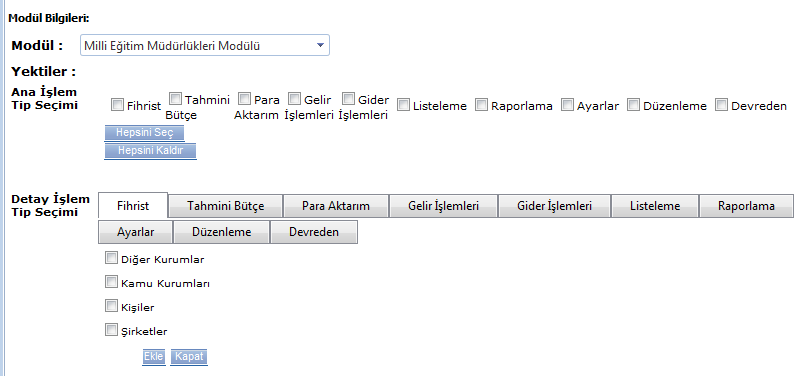 Modül Bilgileri:
Modül : Milli Eğitim Müdürlükleri Modülü
Yektiler :
Ana İşlem Tip Seçimi
Fihrist
Tahmini Bütçe
Para Aktarım
Gelir İşlemleri
Gider İşlemleri
Listeleme
Raporlama
Ayarlar
Düzenleme
Devreden
Hepsini Seç
Hepsini Kaldır
Detay İşlem Tip Seçimi
Fihrist Tahmini Bütçe Para Aktarım Gelir İşlemleri Gider İşlemleri Listeleme Raporlama
Ayarlar Düzenleme Devreden
Diğer Kurumlar
Kamu Kurumları
Kişiler
Şirketler
Ekle Kapat